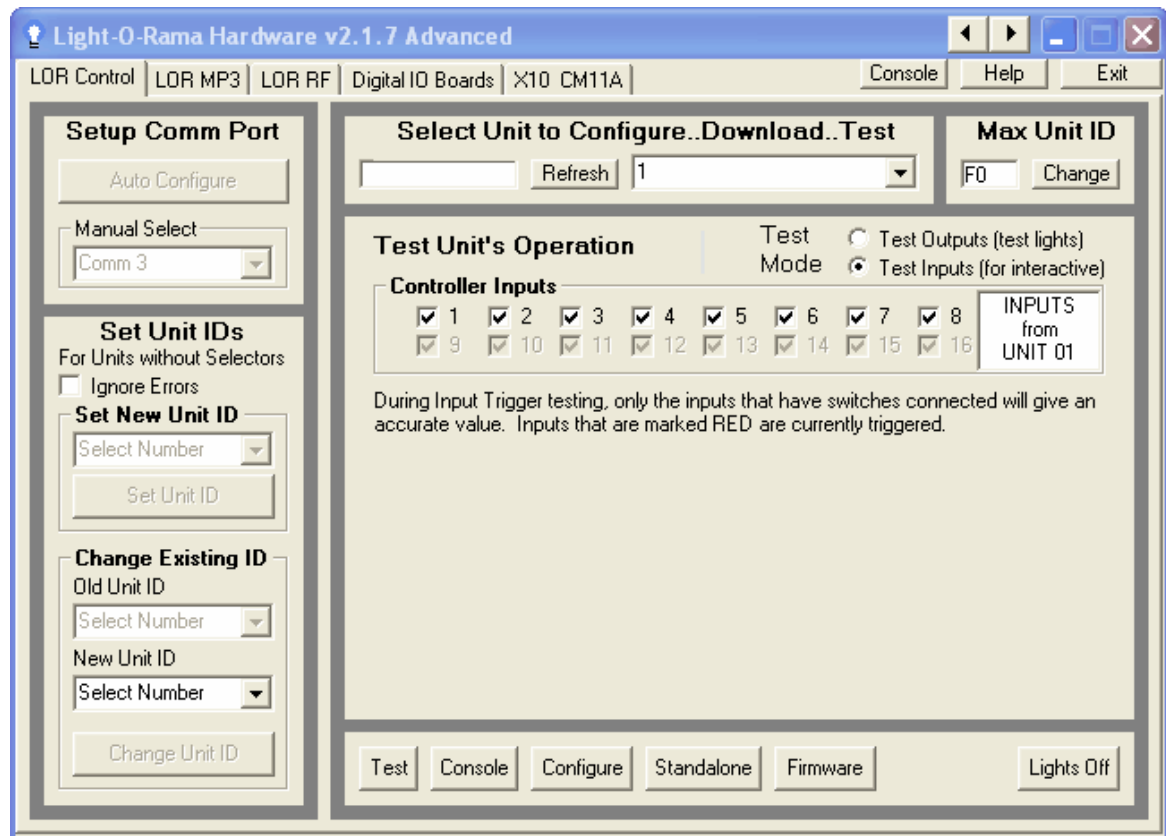 Light-O-Rama Hardware v2.1.7 Advanced
LOR Control LOR MP3 LOR RF Digital IO Boards X10 CM11A Console Help Exit
Setup Comm Port
Auto Configure
Manual Select
Comm 3
Set Unit IDs
For Units without Selectors
Ignore Errors
Set New Unit ID
Select Number
Set Unit ID
Change Existing ID
Old Unit ID
Select Number
New Unit ID
Select Number
Change Unit ID
Select Unit to Configure..Download..Test
Refresh 1
Max Unit ID
F0 Change
Test Unit's Operation
Test Mode
Test Outputs (test lights)
Test Inputs (for interactive)
Controller Inputs
1 2 3 4 5 6 7 8
9 10 11 12 13 14 15 16
INPUTS
from
UNIT 01
During Input Trigger testing, only the inputs that have switches connected will give an
accurate value. Inputs that are marked RED are currently triggered.
Test Console Configure Standalone Firmware Lights Off